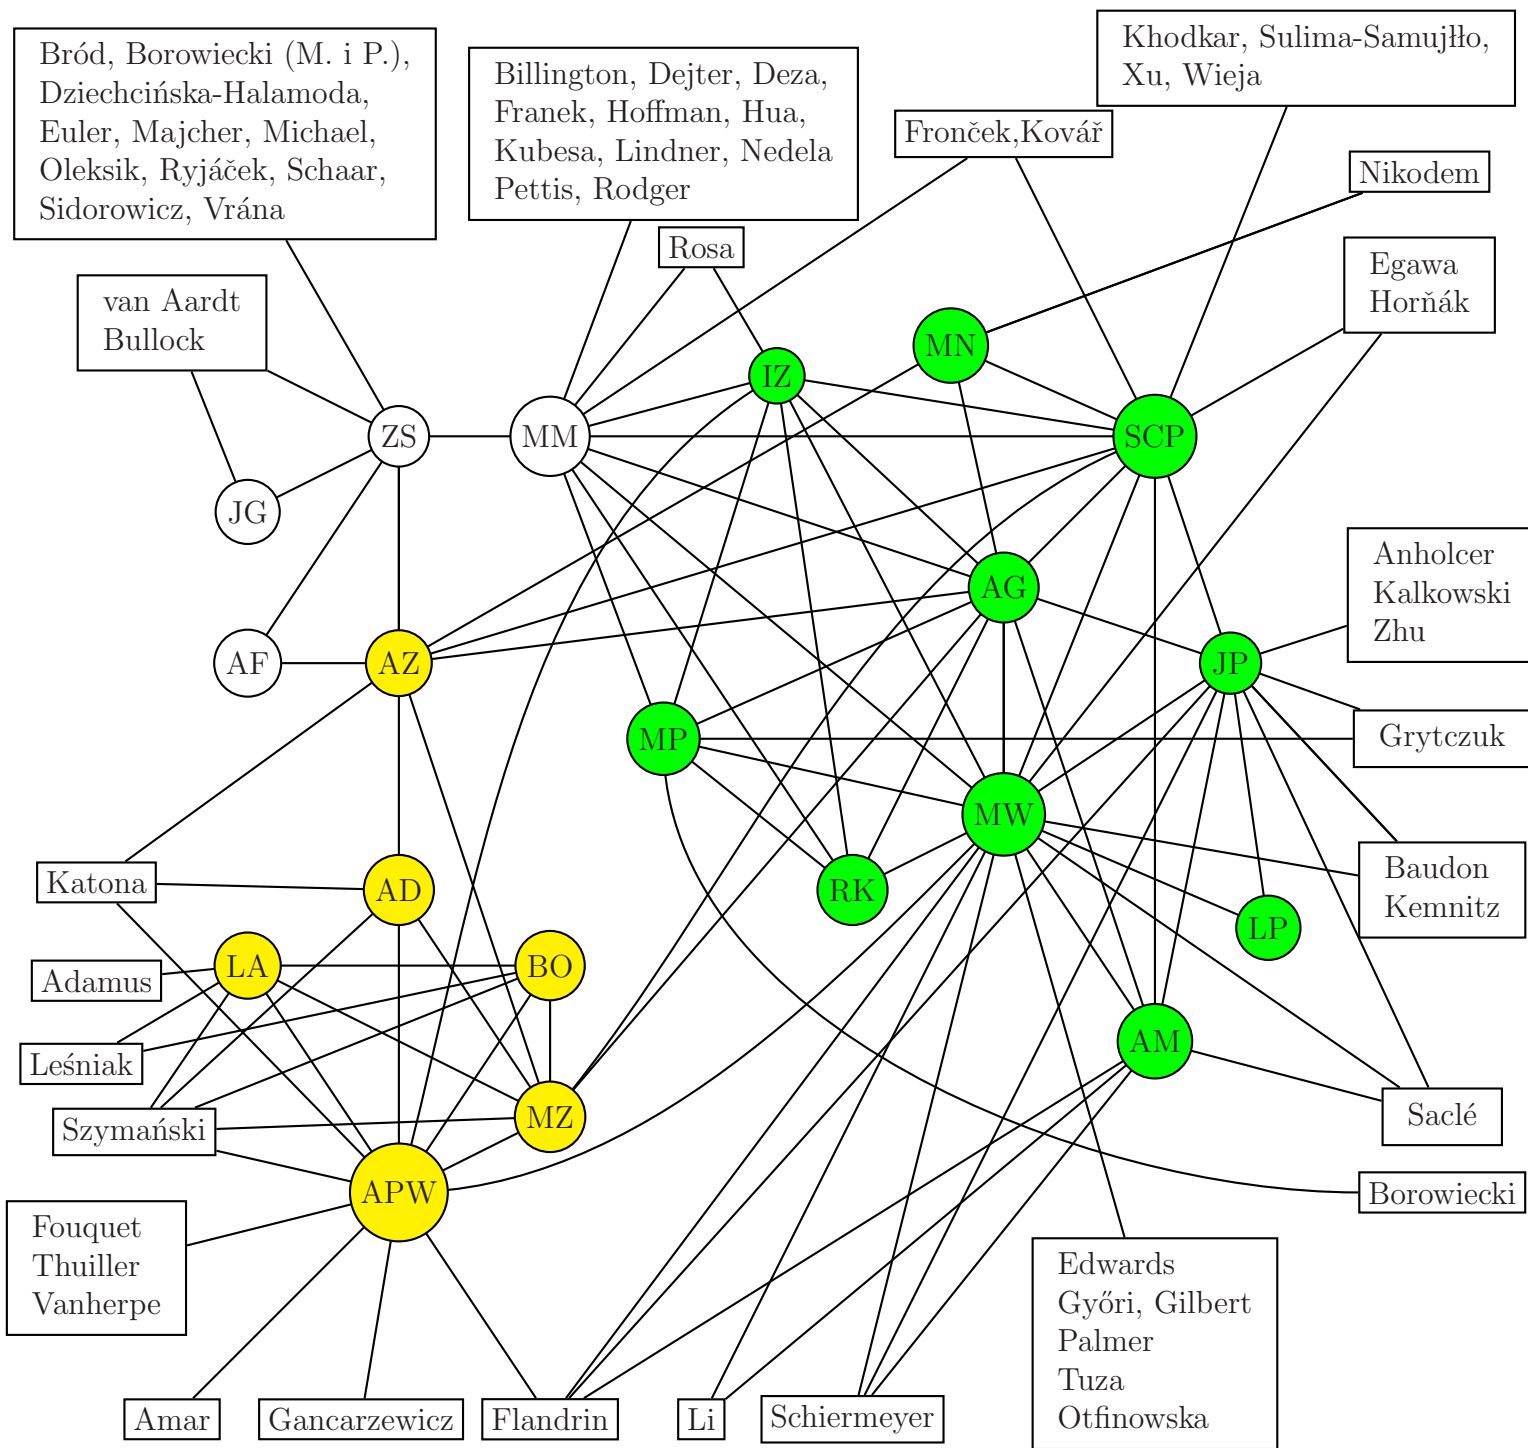 Khodkar, Sulima-Samujłło,
Xu, Wieja
Bród, Borowiecki (M. i P.),
Dziechcińska-Halamoda,
Euler, Majcher, Michael,
Oleksik, Ryjáček, Schaar,
Sidorowicz, Vrána
Billington, Dejter, Deza,
Franek, Hoffman, Hua,
Kubesa, Lindner, Nedela
Pettis, Rodger
Fronček,Kovář
Nikodem
Rosa
Egawa
Horňák
van Aardt
Bullock
MN
IZ
ZS
MM
SCP
JG
AG
Anholcer
Kalkowski
Zhu
AF
AZ
JP
MP
Grytczuk
MW
Katona
AD
RK
Baudon
Kemnitz
LP
LA
BO
Adamus
Leśniak
AM
Szymański
MZ
Saclé
APW
Borowiecki
Fouquet
Thuiller
Vanherpe
Edwards
Győri, Gilbert
Palmer
Tuza
Otfinowska
Amar
Gancarzewicz
Flandrin
Li
Schiermeyer